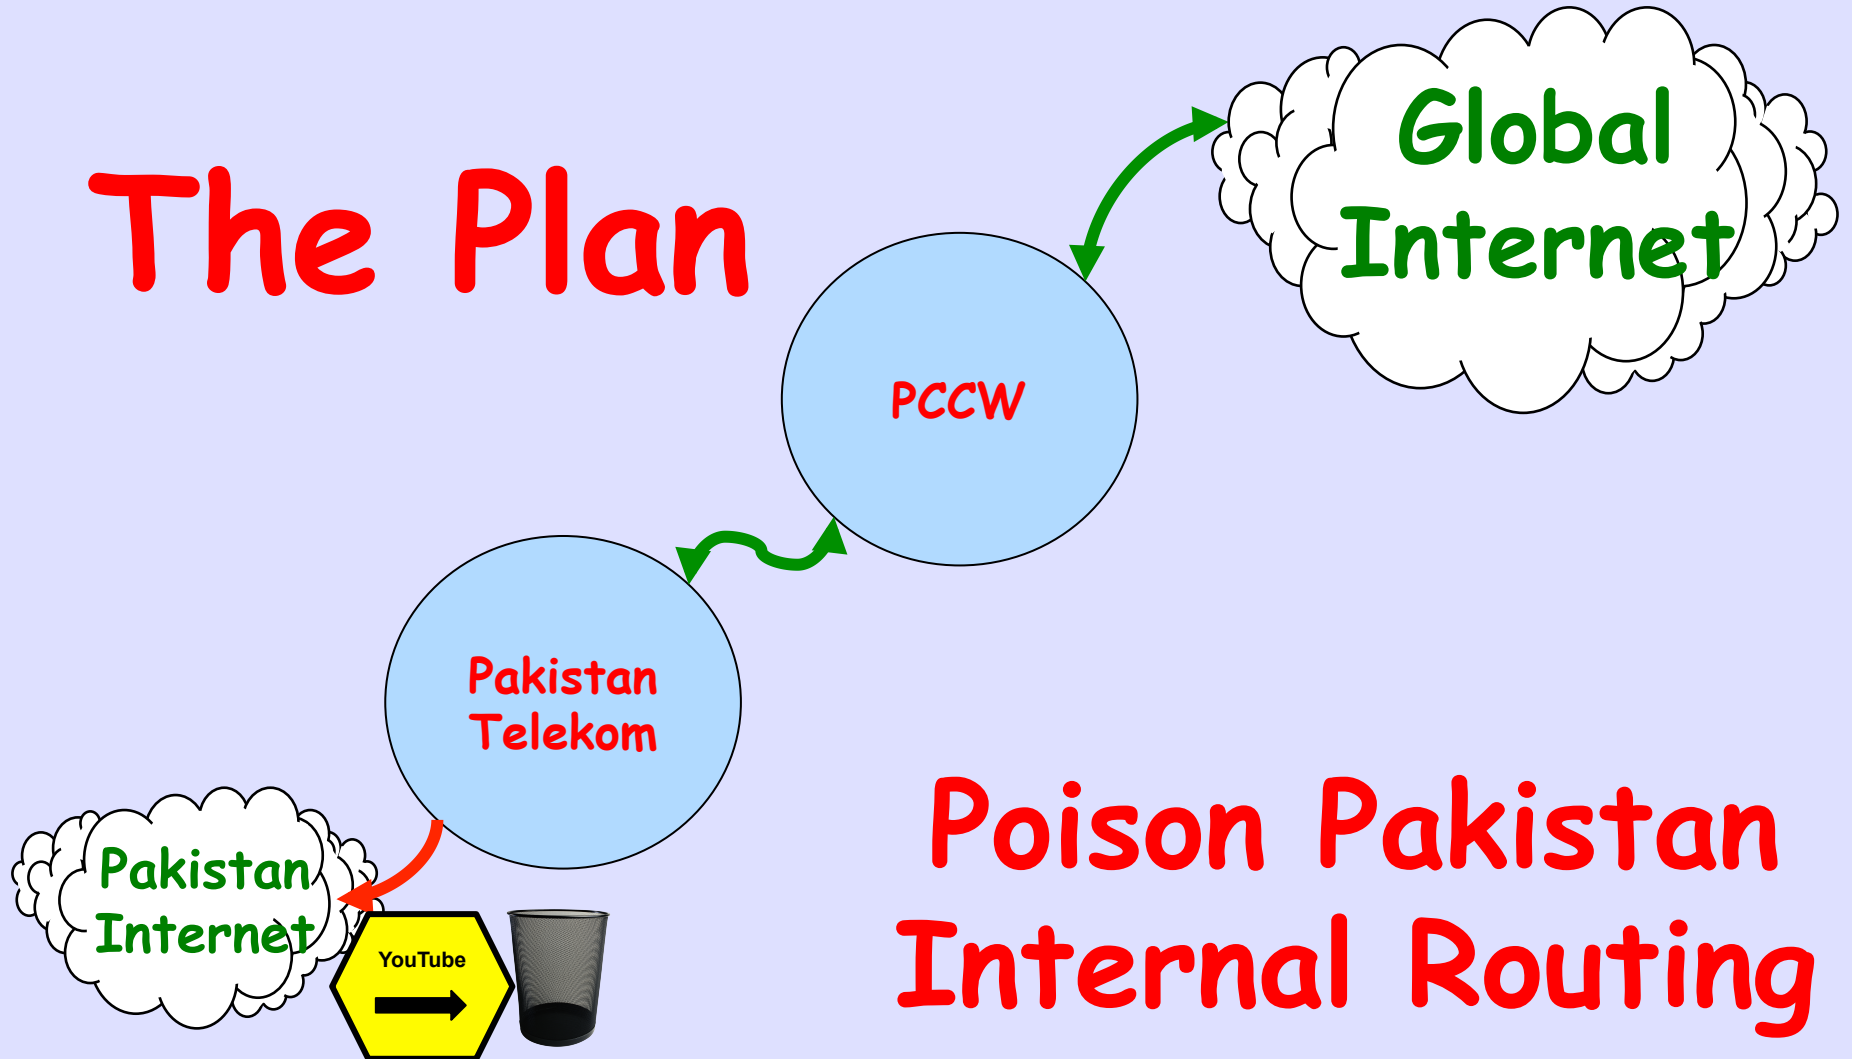 The Plan
Global
Internet
PCCW
Pakistan
Telekom
Pakistan
Internet
YouTube
Poison Pakistan
Internal Routing